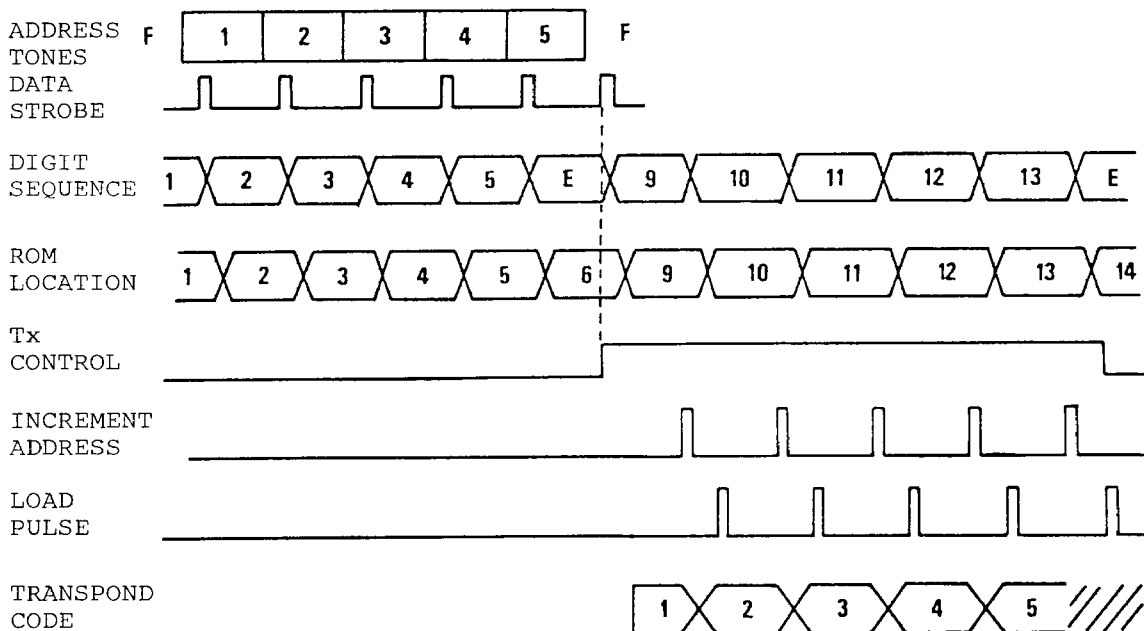 ADDRESS TONES F 1 2 3 4 5 F
DATA STROBE
DIGIT SEQUENCE 1 2 3 4 5 E 9 10 11 12 13 E
ROM LOCATION 1 2 3 4 5 6 9 10 11 12 13 14
Tx CONTROL
INCREMENT ADDRESS
LOAD PULSE
TRANSPOND CODE 1 2 3 4 5